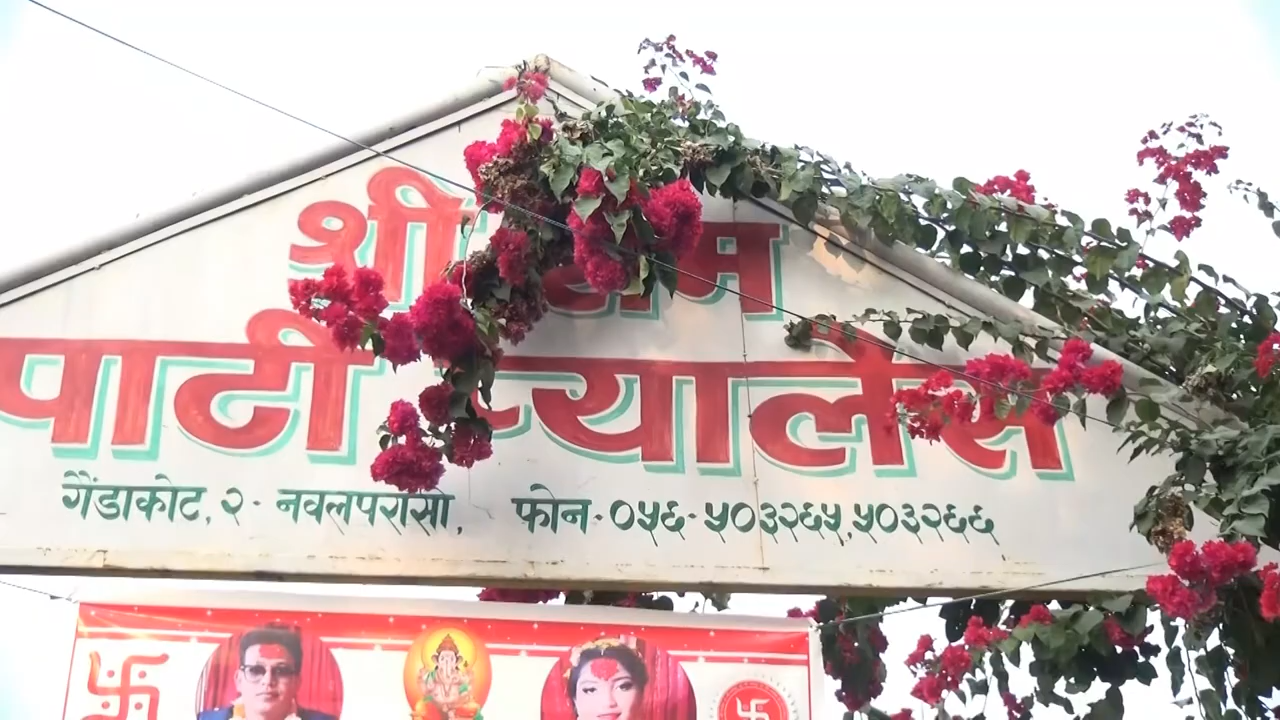 श्री
पार्टी प्यालेस
गैंडाकोट, २ - नवलपरासी, फोन - ०५६ - ५०३२६५, ५०३२६६